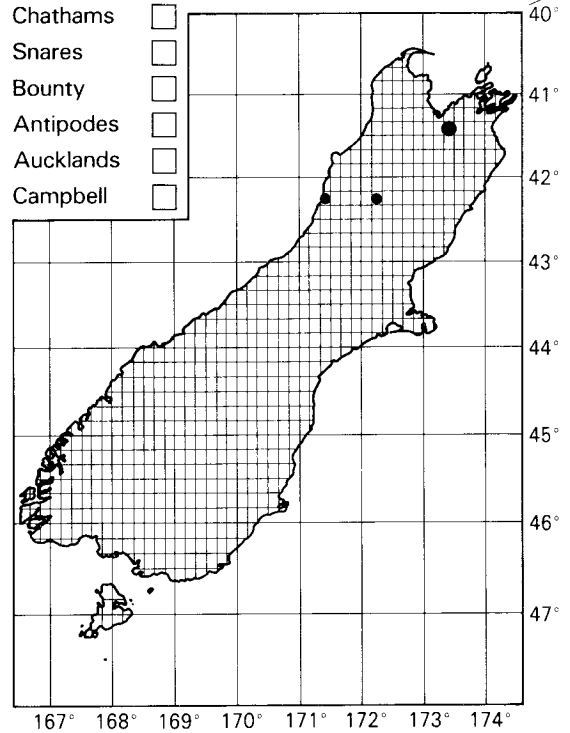 Chathams
Snares
Bounty
Antipodes
Aucklands
Campbell
40°
41°
42°
43°
44°
45°
46°
47°
167° 168° 169° 170° 171° 172° 173° 174°